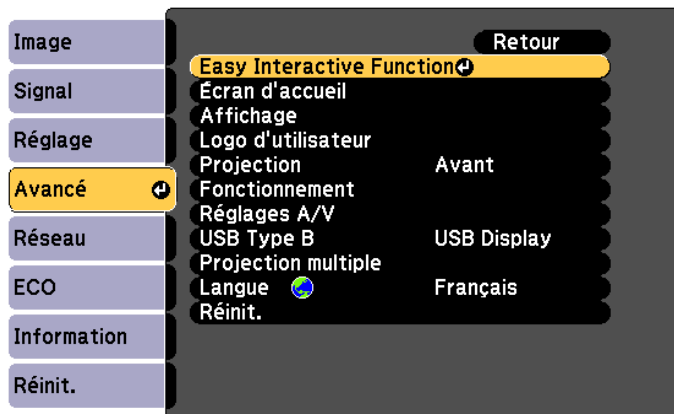 Image
Signal
Réglage
Avancé
Réseau
ECO
Information
Réinit.
Retour
Easy Interactive Function
Écran d'accueil
Affichage
Logo d'utilisateur
Projection Avant
Fonctionnement
Réglages A/V
USB Type B USB Display
Projection multiple
Langue Français
Réinit.